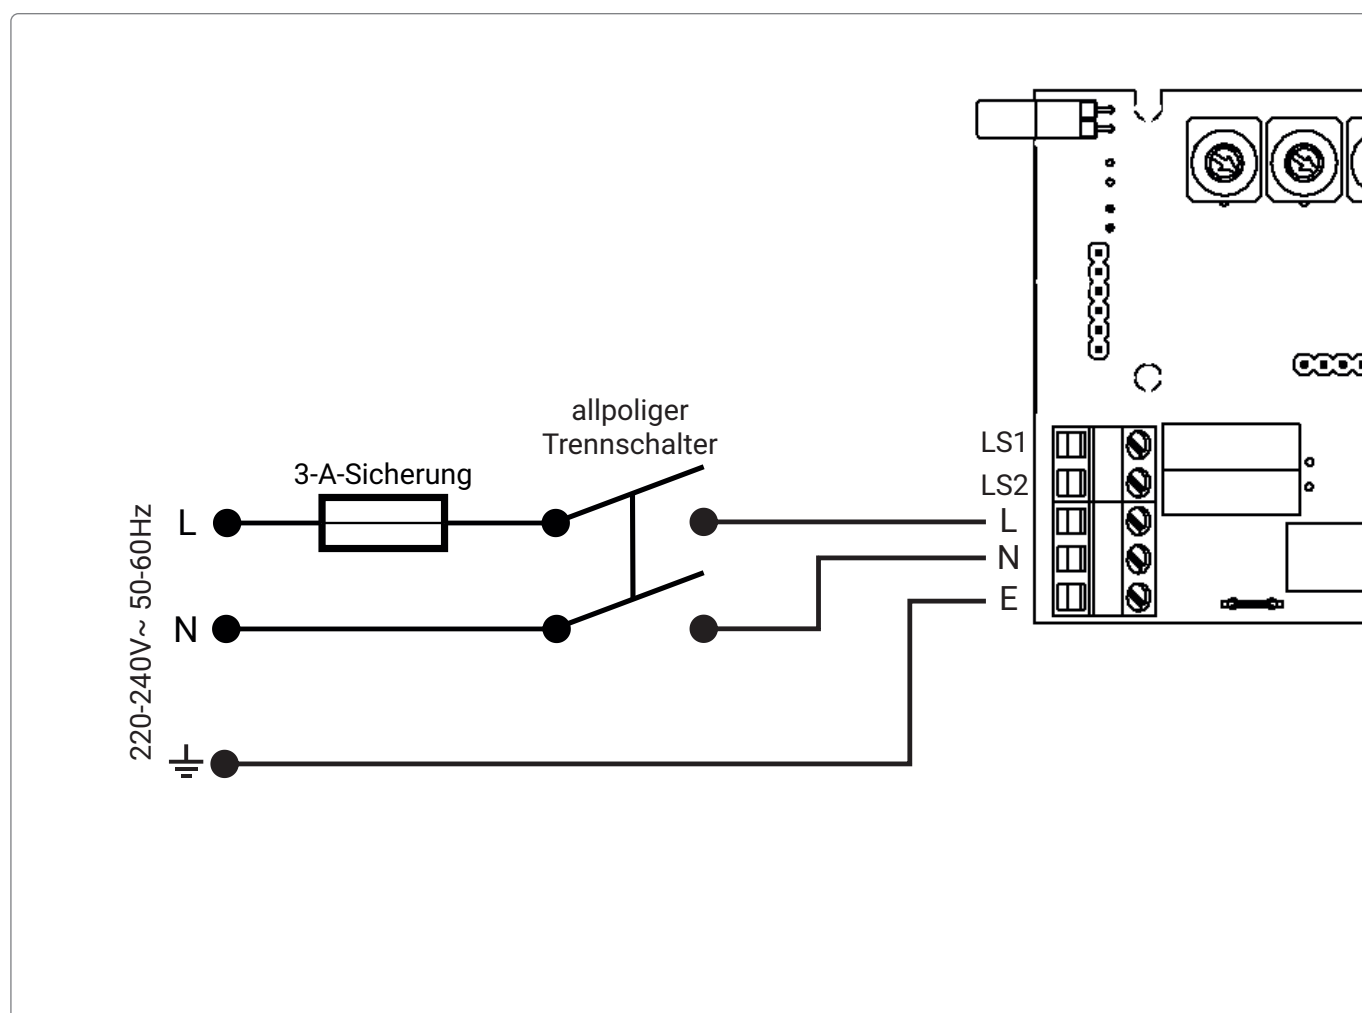 allpoliger
Trennschalter
3-A-Sicherung
LS1
LS2
L
L
N
N
E
220-240V~ 50-60Hz